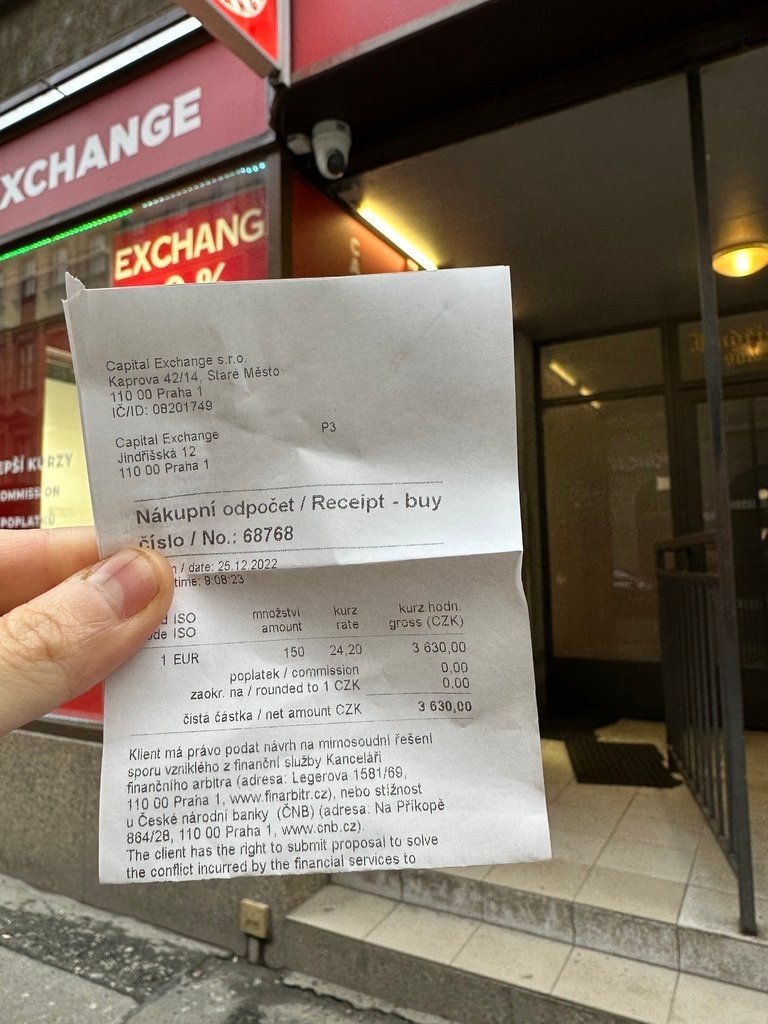 XCHANGE
EXCHANG
0 %
Capital Exchange s.r.o.
Kaprova 42/14, Staré Město
110 00 Praha 1
IČ/ID: 08201749
Capital Exchange P3
Jindřišská 12
110 00 Praha 1
Nákupní odpočet / Receipt - buy
číslo / No.: 68768
/ date: 25.12.2022
time: 9:08:23
ISO množství kurz kurz.hodn.
ISO amount rate gross (CZK)
1 EUR 150 24,20 3 630,00
poplatek / commission 0,00
zaokr. na / rounded to 1 CZK 0,00
čistá částka / net amount CZK 3 630,00
Klient má právo podat návrh na mimosoudní řešení
sporu vzniklého z finanční služby Kanceláři
finančního arbitra (adresa: Legerova 1581/69,
110 00 Praha 1, www.finarbitr.cz), nebo stížnost
u České národní banky (ČNB) (adresa: Na Příkopě
864/28, 110 00 Praha 1, www.cnb.cz).
The client has the right to submit proposal to solve
the conflict incurred by the financial services to
EPŠÍ KURZY
OMMISSION
POPLATKŮ